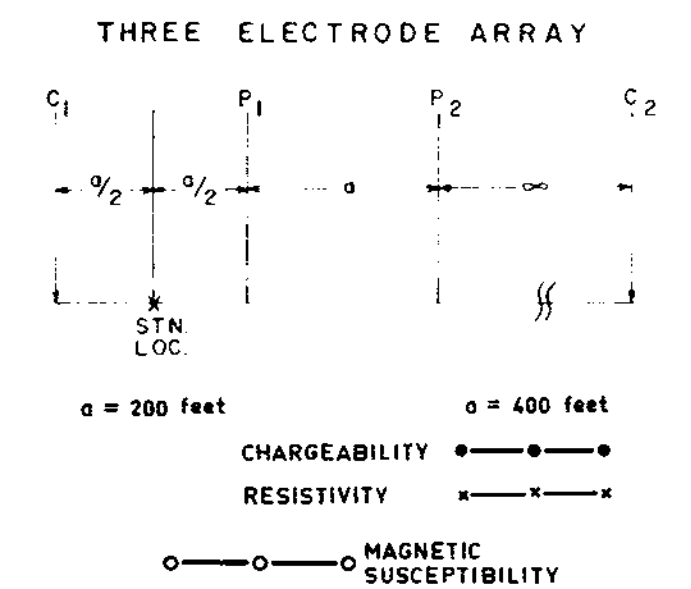 THREE ELECTRODE ARRAY
C1 P1 P2 C2
a/2 a/2 a ∞
STN.
LOC.
a = 200 feet a = 400 feet
CHARGEABILITY
RESISTIVITY
MAGNETIC
SUSCEPTIBILITY